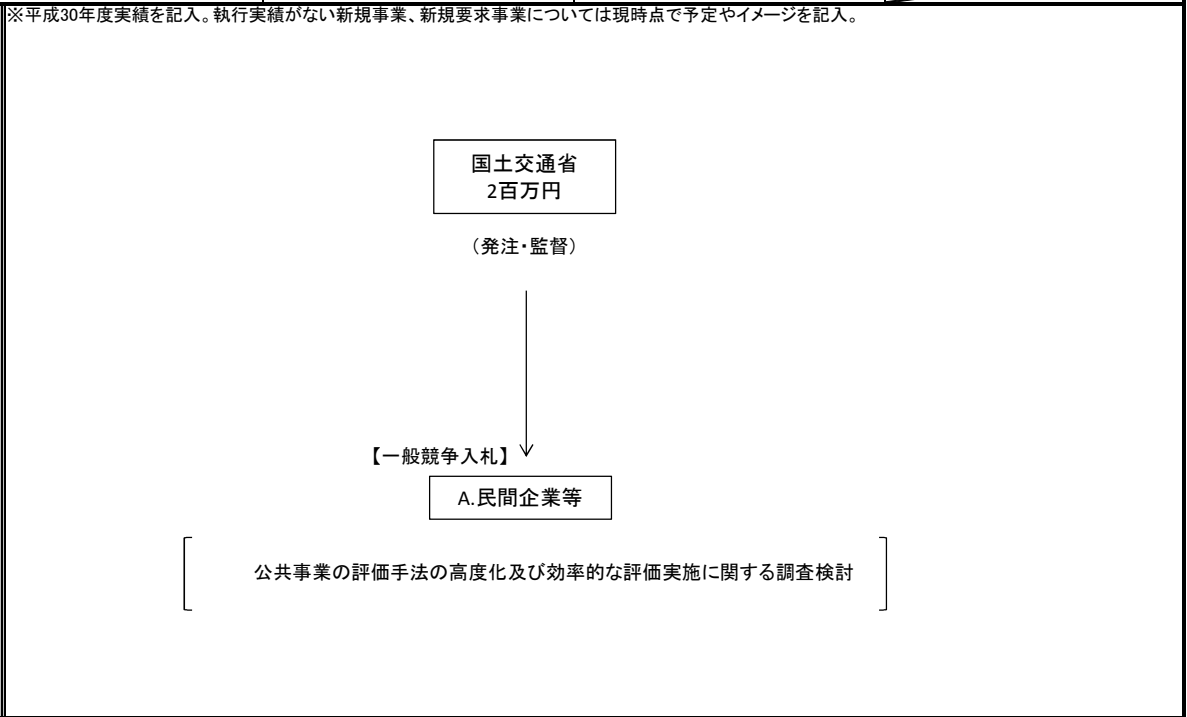 ※平成30年度実績を記入。執行実績がない新規事業、新規要求事業については現時点で予定やイメージを記入。
国土交通省
2百万円
（発注・監督）
【一般競争入札】
A.民間企業等
公共事業の評価手法の高度化及び効率的な評価実施に関する調査検討